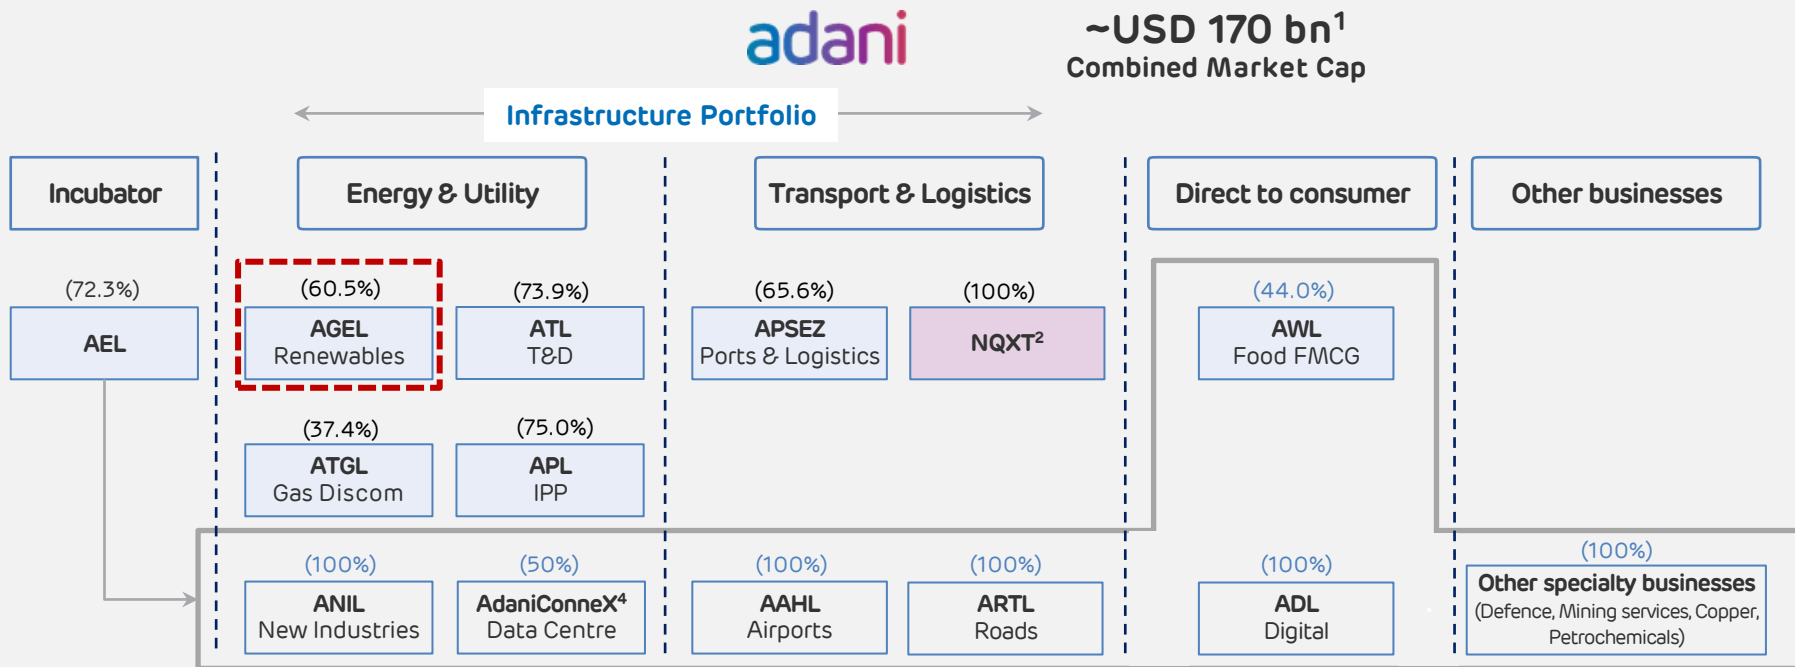 adani
~USD 170 bn¹
Combined Market Cap
Infrastructure Portfolio
Incubator
Energy & Utility
Transport & Logistics
Direct to consumer
Other businesses
(72.3%)
AEL
(60.5%)
AGEL
Renewables
(73.9%)
ATL
T&D
(65.6%)
APSEZ
Ports & Logistics
(100%)
NQXT²
(44.0%)
AWL
Food FMCG
(37.4%)
ATGL
Gas Discom
(75.0%)
APL
IPP
(100%)
ANIL
New Industries
(50%)
AdaniConneX⁴
Data Centre
(100%)
AAHL
Airports
(100%)
ARTL
Roads
(100%)
ADL
Digital
(100%)
Other specialty businesses
(Defence, Mining services, Copper,
Petrochemicals)